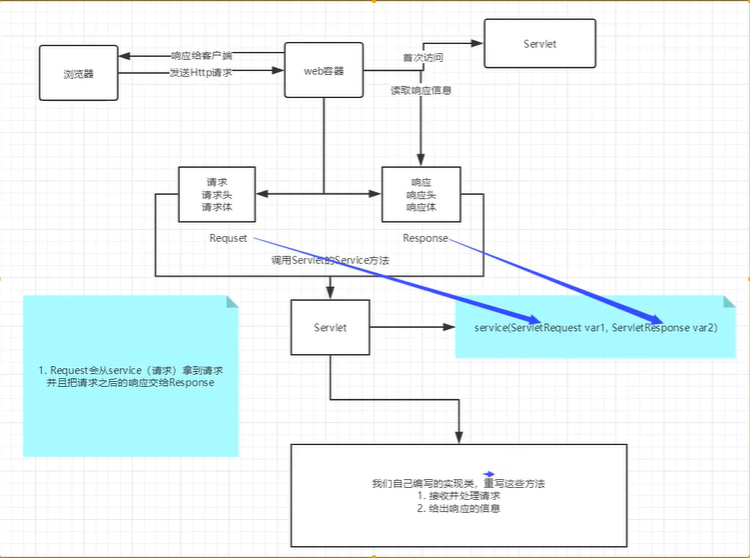 Servlet
响应给客户端
首次访问
浏览器
web容器
发送Http请求
读取响应信息
请求
请求头
请求体
响应
响应头
响应体
Requset
Response
调用Servlet的Service方法
Servlet
service(ServletRequest var1, ServletResponse var2)
1. Request会从service（请求）拿到请求
并且把请求之后的响应交给Response
我们自己编写的实现类，重写这些方法
1. 接收并处理请求
2. 给出响应的信息